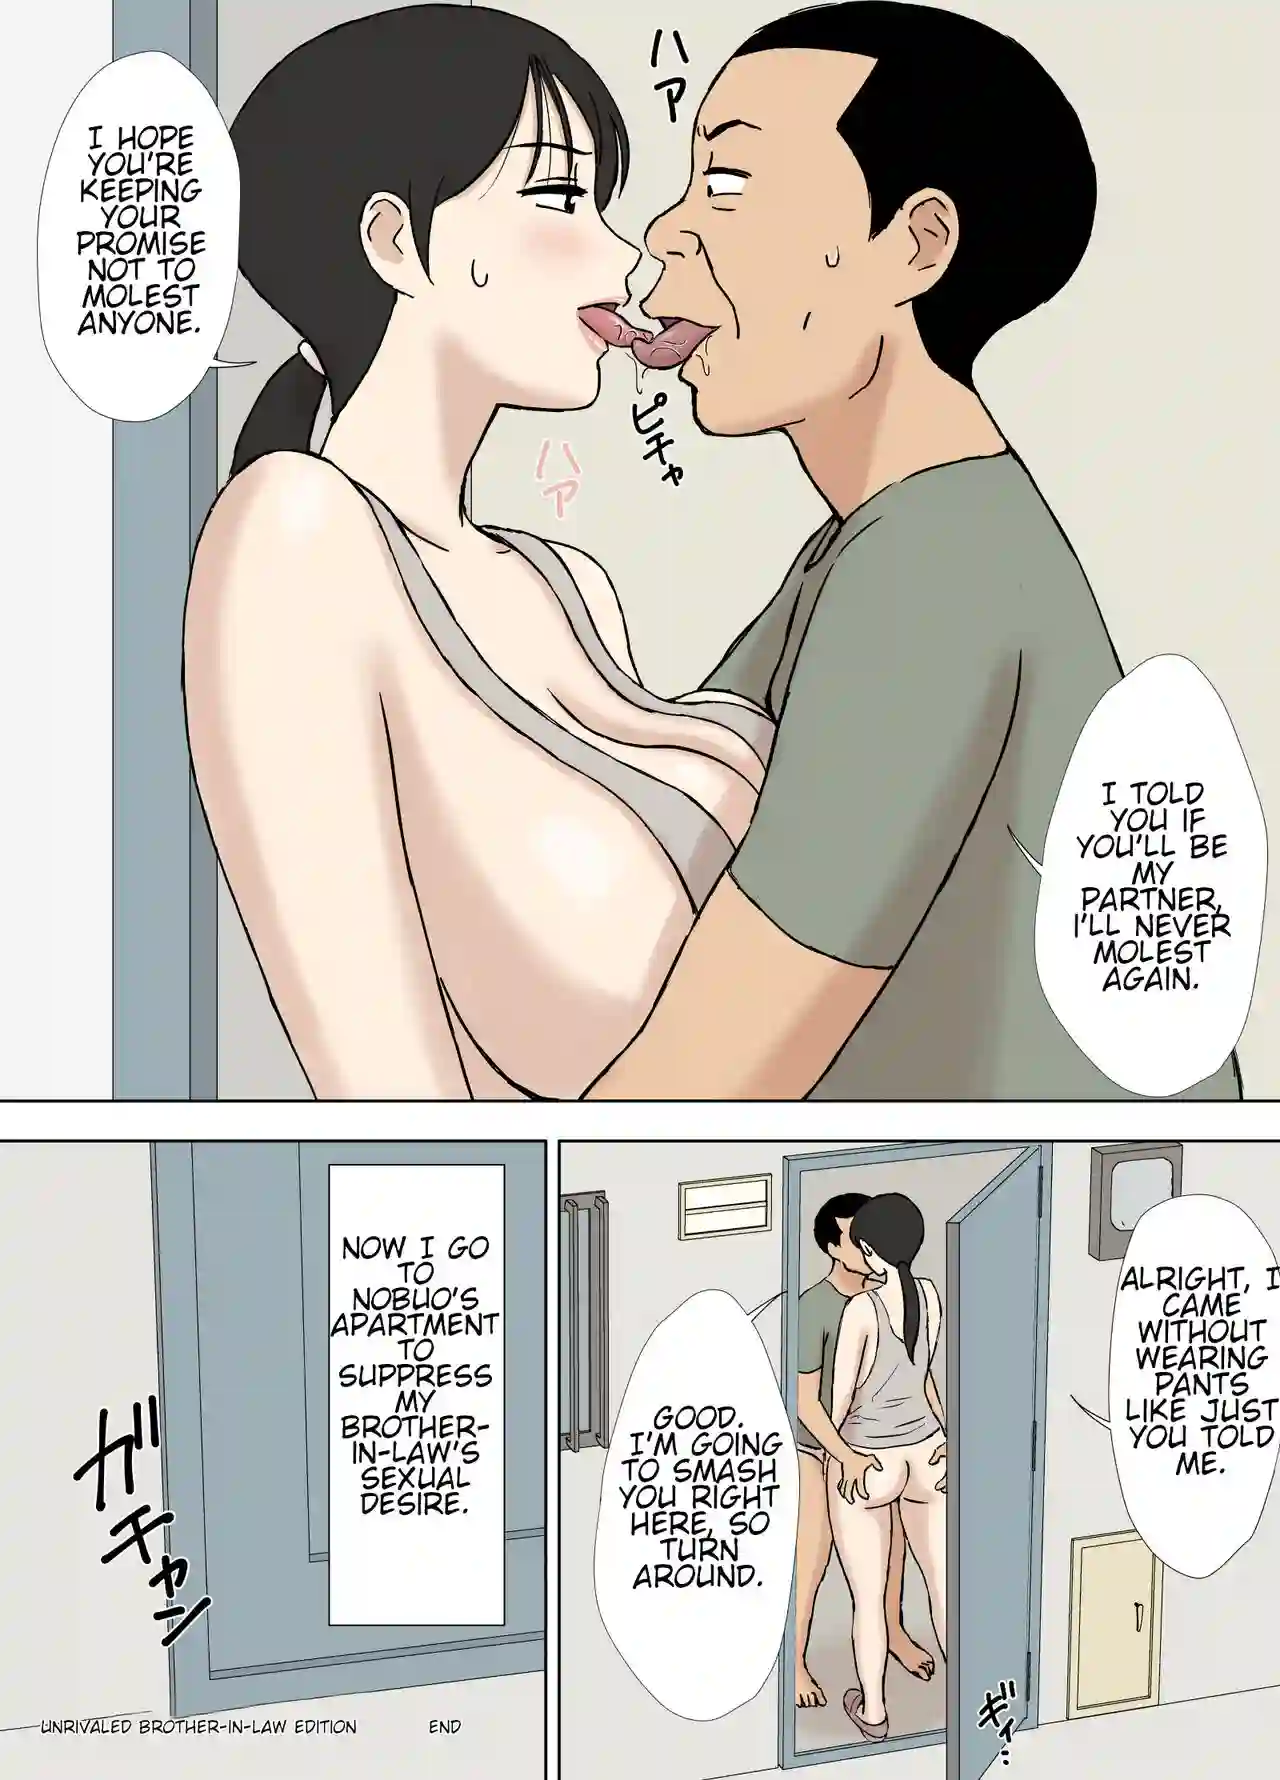 ハァ
I HOPE
YOU'RE
KEEPING
YOUR
PROMISE
NOT TO
MOLEST
ANYONE.
ピチャ
ハァ
I TOLD
YOU IF
YOU'LL BE
MY
PARTNER,
I'LL NEVER
MOLEST
AGAIN.
NOW I GO
TO
NOBUO'S
APARTMENT
TO
SUPPRESS
MY
BROTHER-
IN-LAW'S
SEXUAL
DESIRE.
ガチャン
UNRIVALED BROTHER-IN-LAW EDITION END
ALRIGHT, I
CAME
WITHOUT
WEARING
PANTS
LIKE JUST
YOU TOLD
ME.
GOOD.
I'M GOING
TO SMASH
YOU RIGHT
HERE, SO
TURN
AROUND.
ギィ…